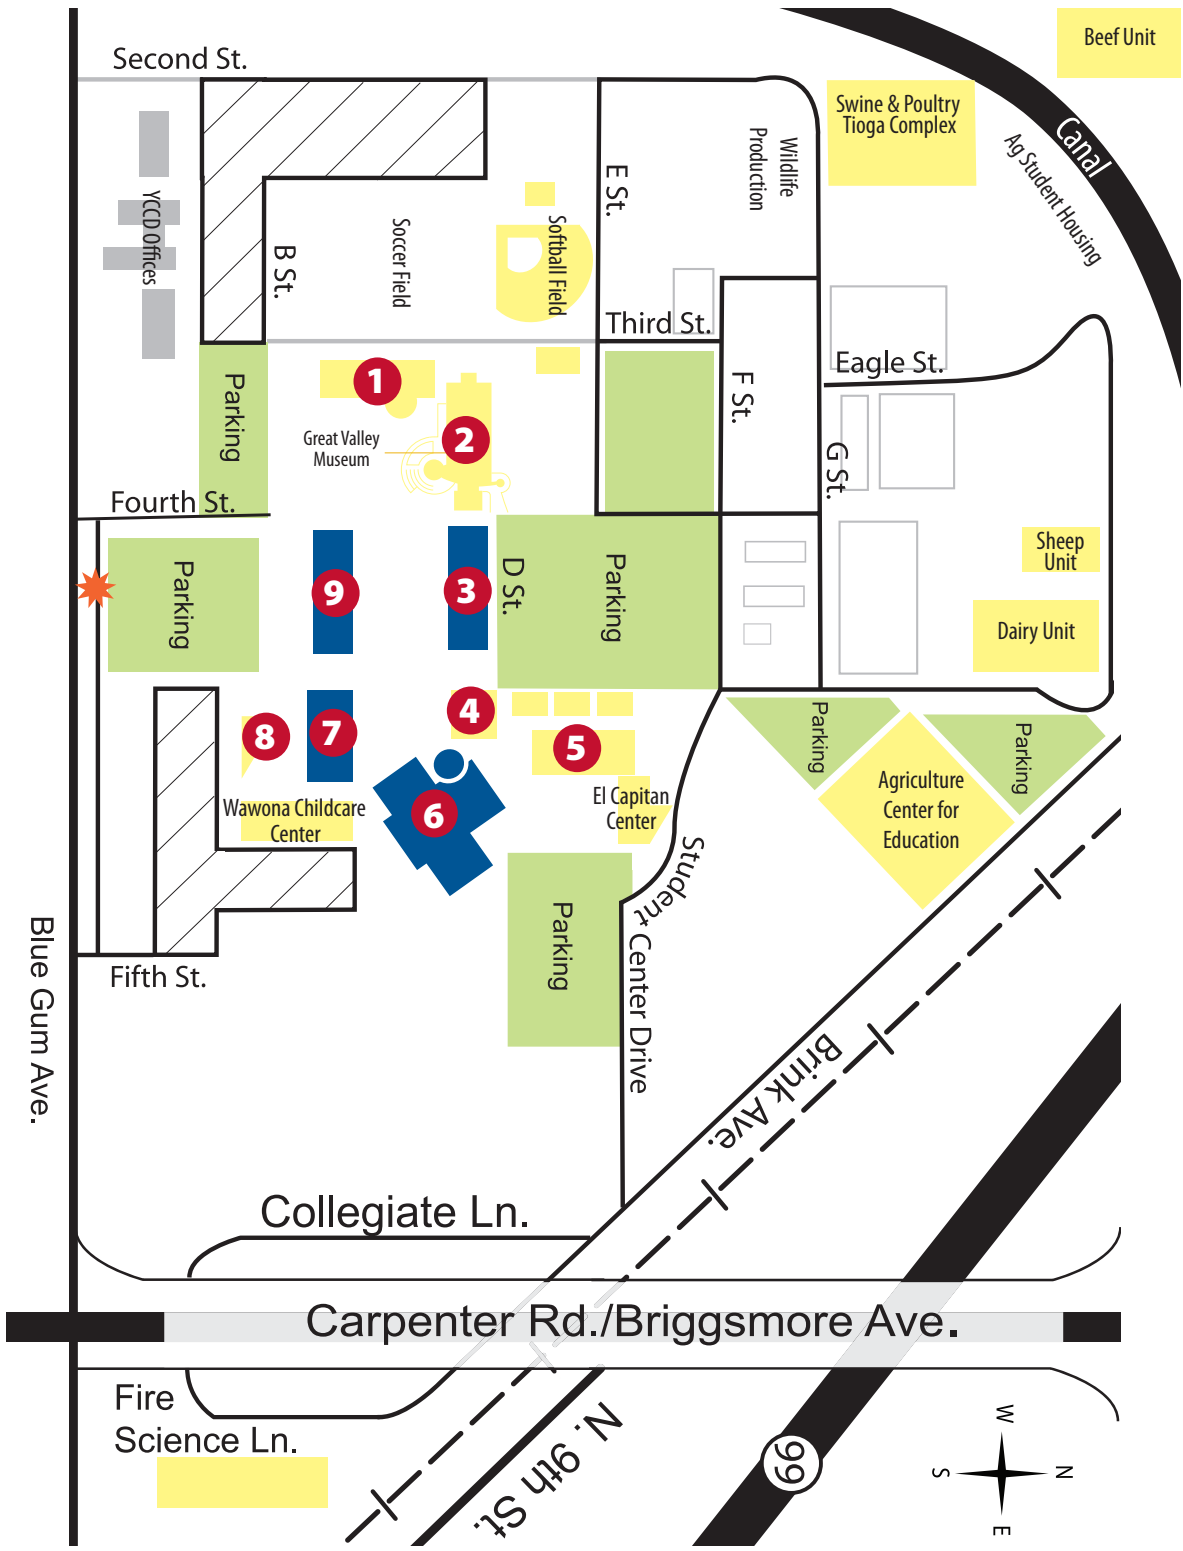 Beef Unit
Second St.
Swine & Poultry
Tioga Complex
Canal
Ag Student Housing
Wildlife
Production
E St.
YCCD Offices
B St.
Soccer Field
Softball Field
Third St.
Eagle St.
Parking
1
F St.
2
Great Valley
Museum
G St.
Fourth St.
Sheep
Unit
Parking
9
3
D St.
Parking
Dairy Unit
4
8
7
5
Parking
Parking
6
El Capitan
Center
Agriculture
Center for
Education
Wawona Childcare
Center
Student Center Drive
Parking
Blue Gum Ave.
Fifth St.
Brink Ave.
Collegiate Ln.
Carpenter Rd./Briggsmore Ave.
Fire
Science Ln.
N. 9th St.
99
W
S
N
E